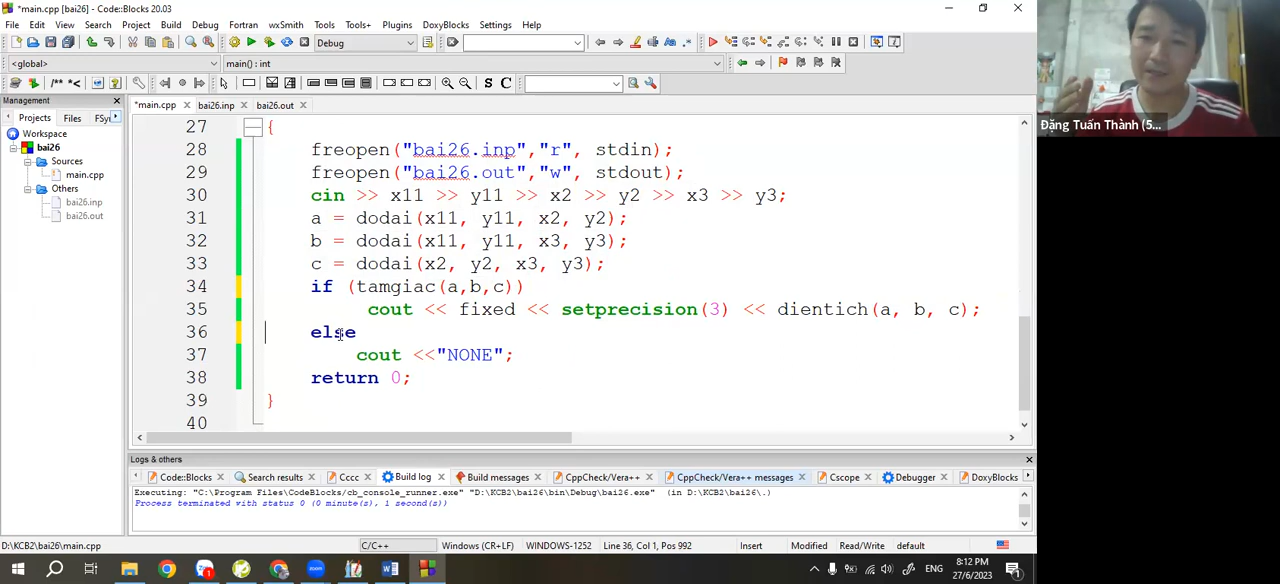 *main.cpp [bai26] - Code::Blocks 20.03
File Edit View Search Project Build Debug Fortran wxSmith Tools Tools+ Plugins DoxyBlocks Settings Help
Debug
<global> main() : int
/** *< S C
Management
Projects Files FSy
Workspace
bai26
Sources
main.cpp
Others
bai26.inp
bai26.out
*main.cpp bai26.inp bai26.out
27 {
28 freopen("bai26.inp","r", stdin);
29 freopen("bai26.out","w", stdout);
30 cin >> x11 >> y11 >> x2 >> y2 >> x3 >> y3;
31 a = dodai(x11, y11, x2, y2);
32 b = dodai(x11, y11, x3, y3);
33 c = dodai(x2, y2, x3, y3);
34 if (tamgiac(a,b,c))
35 cout << fixed << setprecision(3) << dientich(a, b, c);
36 else
37 cout <<"NONE";
38 return 0;
39 }
40
Logs & others
Code::Blocks Search results Cccc Build log Build messages CppCheck/Vera++ CppCheck/Vera++ messages Cscope Debugger DoxyBlocks
Executing: "C:\Program Files\CodeBlocks/cb_console_runner.exe" "D:\KCB2\bai26\bin\Debug\bai26.exe" (in D:\KCB2\bai26\.)
Process terminated with status 0 (0 minute(s), 1 second(s))
D:\KCB2\bai26\main.cpp C/C++ Windows (CR+LF) WINDOWS-1252 Line 36, Col 1, Pos 992 Insert Modified Read/Write default
ENG
8:12 PM
27/6/2023
Đặng Tuấn Thành (5...